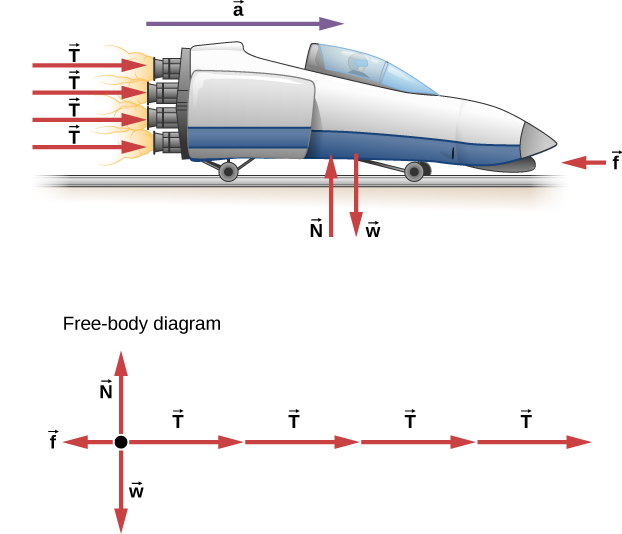 a⃗
T⃗
T⃗
T⃗
T⃗
f⃗
N⃗ w⃗
Free-body diagram
N⃗
T⃗ T⃗ T⃗ T⃗
f⃗
w⃗